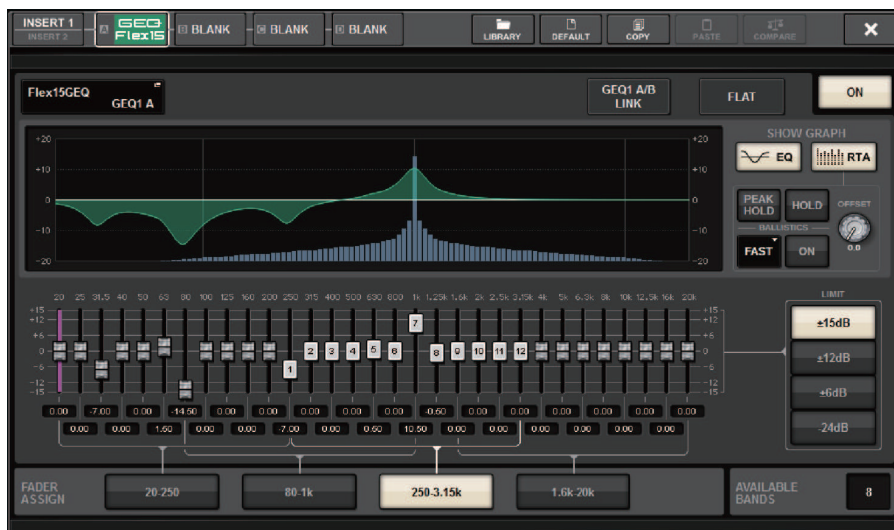 INSERT 1
INSERT 2
A GEQ Flex15
B BLANK
C BLANK
D BLANK
LIBRARY
DEFAULT
COPY
PASTE
COMPARE
Flex15GEQ
GEQ1 A
GEQ1 A/B LINK
FLAT
ON
SHOW GRAPH
EQ
RTA
+20 +20
+10 +10
0 0
-10 -10
-20 -20
PEAK HOLD
HOLD
OFFSET
BALLISTICS
FAST
ON
0.0
20 25 31.5 40 50 63 80 100 125 160 200 250 315 400 500 630 800 1k 1.25k 1.6k 2k 2.5k 3.15k 4k 5k 6.3k 8k 10k 12.5k 16k 20k
+15 +15
+12 +12
+6 +6
0 0
-6 -6
-12 -12
-15 -15
1 2 3 4 5 6 7 8 9 10 11 12
0.00 -7.00 0.00 -14.50 0.00 0.00 0.00 0.00 0.00 -0.50 0.00 0.00 0.00 0.00 0.00 0.00
0.00 0.00 1.50 0.00 0.00 -7.00 0.00 0.50 10.50 0.00 0.00 0.00 0.00 0.00 0.00
LIMIT
±15dB
±12dB
±6dB
-24dB
FADER ASSIGN
20-250
80-1k
250-3.15k
1.6k-20k
AVAILABLE BANDS
8